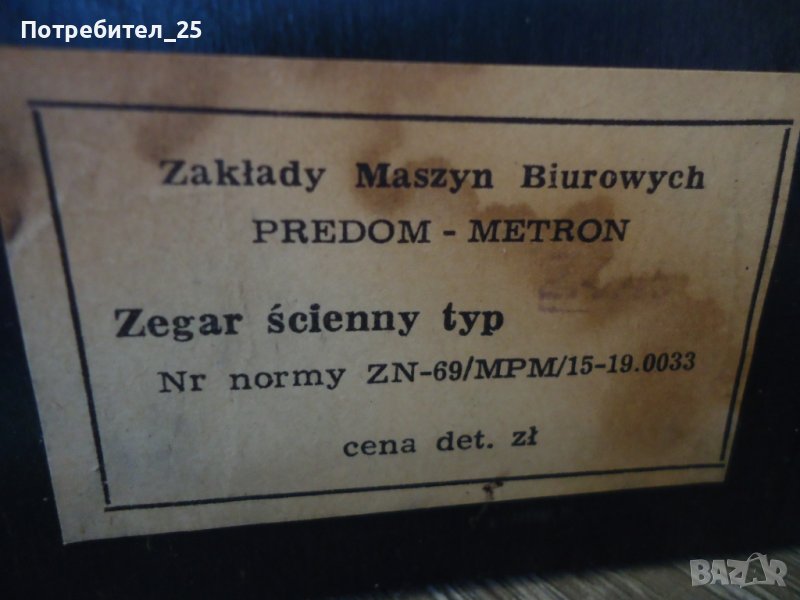 Потребител_25
Zakłady Maszyn Biurowych
PREDOM - METRON
Zegar ścienny typ
Nr normy ZN-69/MPM/15-19.0033
cena det. zł
BAZAR